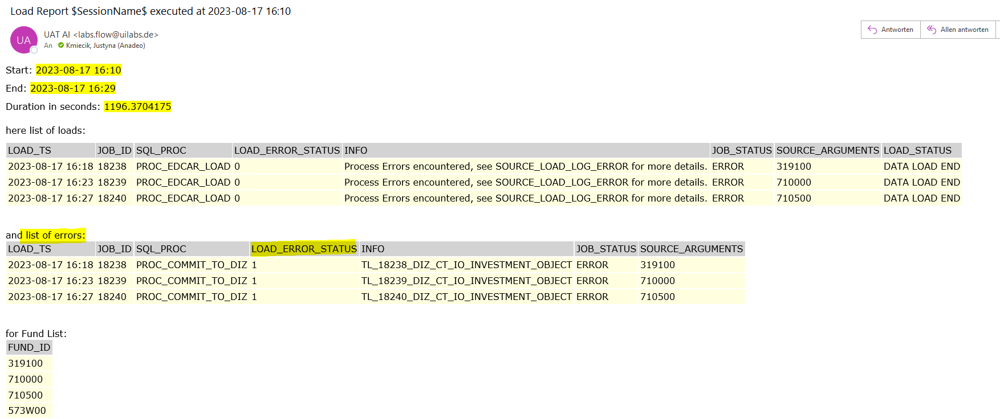 Load Report $SessionName$ executed at 2023-08-17 16:10
UA
UAT AI <labs.flow@uilabs.de>
An Kmiecik, Justyna (Anadeo)
Antworten
Allen antworten
Start: 2023-08-17 16:10
End: 2023-08-17 16:29
Duration in seconds: 1196.3704175
here list of loads:
LOAD_TS JOB_ID SQL_PROC LOAD_ERROR_STATUS INFO JOB_STATUS SOURCE_ARGUMENTS LOAD_STATUS
2023-08-17 16:18 18238 PROC_EDCAR_LOAD 0 Process Errors encountered, see SOURCE_LOAD_LOG_ERROR for more details. ERROR 319100 DATA LOAD END
2023-08-17 16:23 18239 PROC_EDCAR_LOAD 0 Process Errors encountered, see SOURCE_LOAD_LOG_ERROR for more details. ERROR 710000 DATA LOAD END
2023-08-17 16:27 18240 PROC_EDCAR_LOAD 0 Process Errors encountered, see SOURCE_LOAD_LOG_ERROR for more details. ERROR 710500 DATA LOAD END
and list of errors:
LOAD_TS JOB_ID SQL_PROC LOAD_ERROR_STATUS INFO JOB_STATUS SOURCE_ARGUMENTS
2023-08-17 16:18 18238 PROC_COMMIT_TO_DIZ 1 TL_18238_DIZ_CT_IO_INVESTMENT_OBJECT ERROR 319100
2023-08-17 16:23 18239 PROC_COMMIT_TO_DIZ 1 TL_18239_DIZ_CT_IO_INVESTMENT_OBJECT ERROR 710000
2023-08-17 16:27 18240 PROC_COMMIT_TO_DIZ 1 TL_18240_DIZ_CT_IO_INVESTMENT_OBJECT ERROR 710500
for Fund List:
FUND_ID
319100
710000
710500
573W00